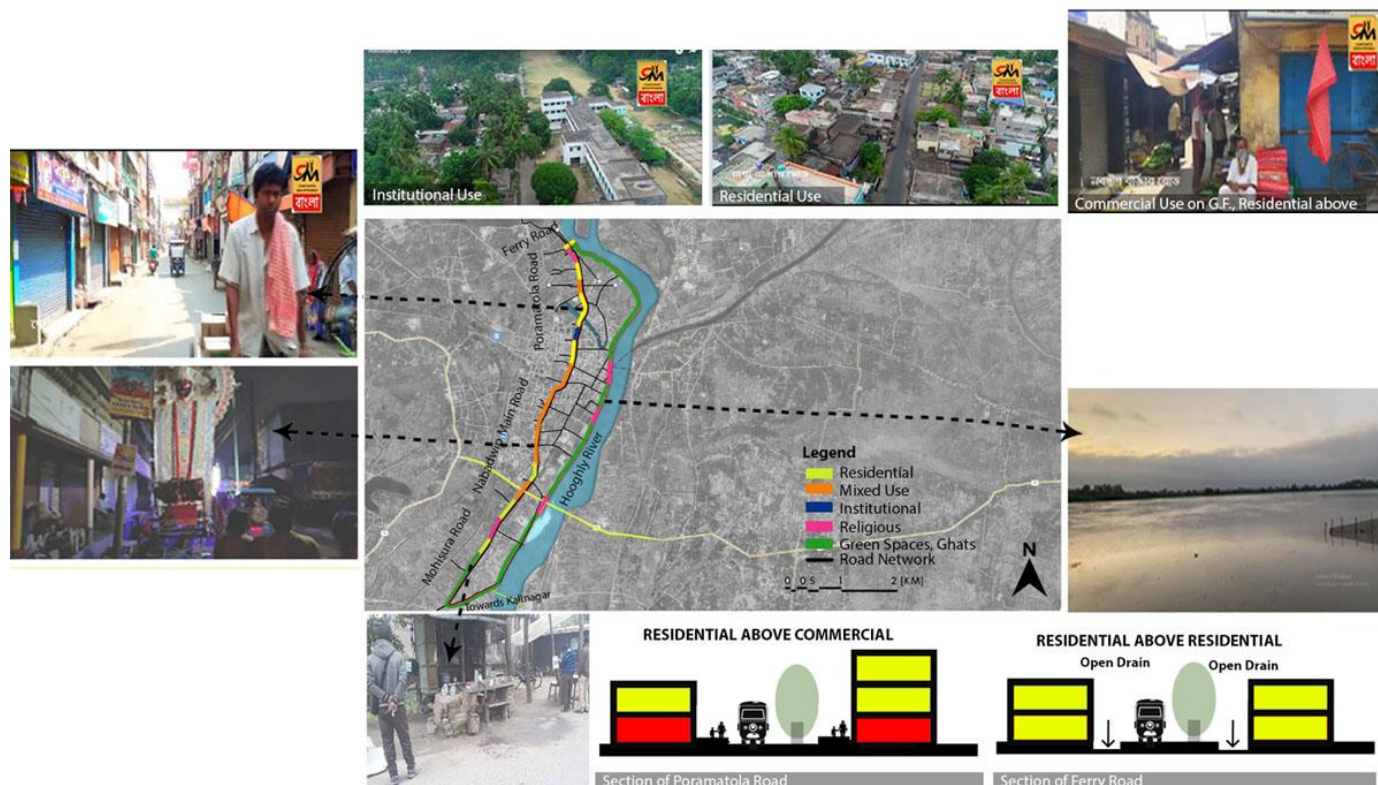 বাংলা
Institutional Use
বাংলা
Residential Use
বাংলা
Commercial Use on G.F., Residential above
বাংলা
Ferry Road
Poramatola Road
Nabadwip Main Road
Mohisura Road
Hooghly River
Towards Kalinagar
Legend
Residential
Mixed Use
Institutional
Religious
Green Spaces, Ghats
Road Network
N
0 0.5 1 2 [KM]
RESIDENTIAL ABOVE COMMERCIAL
Section of Poramatola Road
RESIDENTIAL ABOVE RESIDENTIAL
Open Drain
Open Drain
Section of Ferry Road